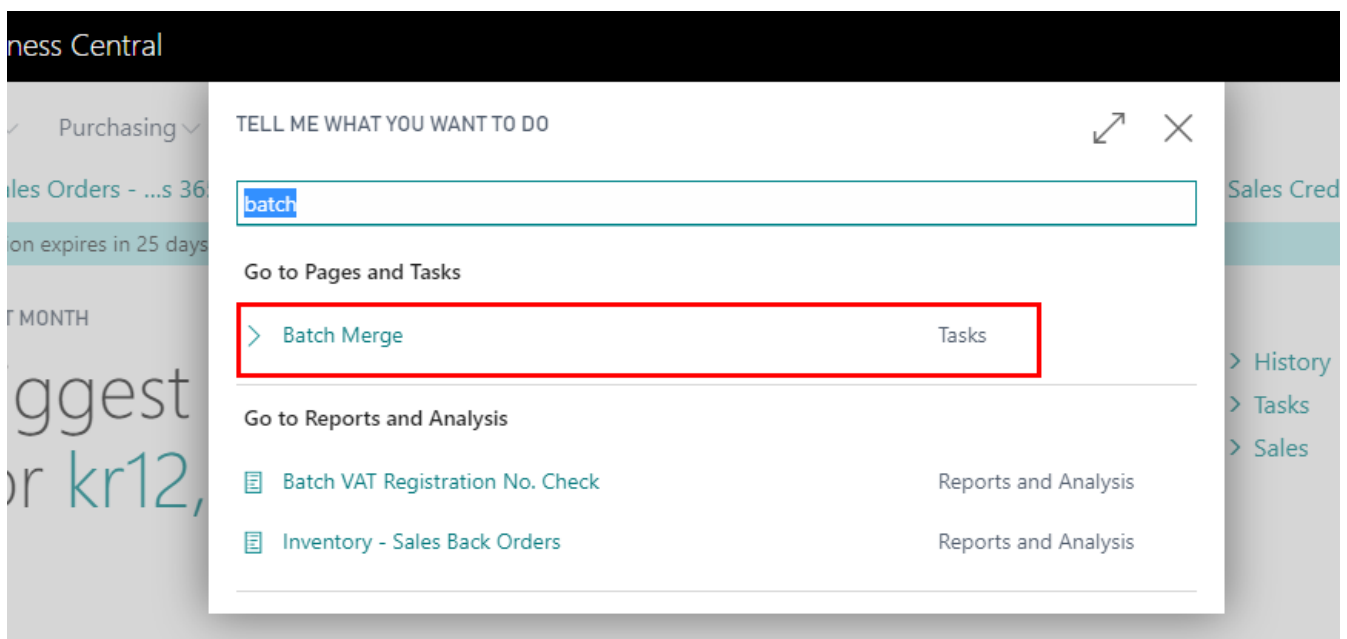 ness Central
Purchasing
TELL ME WHAT YOU WANT TO DO
les Orders - ...s 36
batch
Sales Cred
on expires in 25 days
Go to Pages and Tasks
T MONTH
Batch Merge Tasks
History
ggest
Tasks
Go to Reports and Analysis
Sales
or kr12,
Batch VAT Registration No. Check Reports and Analysis
Inventory - Sales Back Orders Reports and Analysis